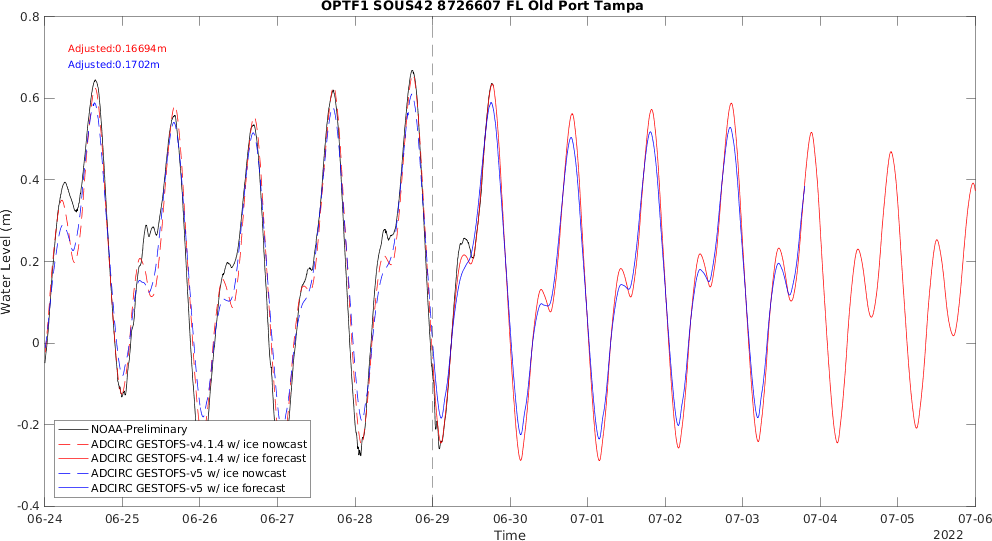 OPTF1 SOUS42 8726607 FL Old Port Tampa
0.8
Adjusted:0.16694m
Adjusted:0.1702m
0.6
0.4
0.2
0
-0.2
-0.4
Water Level (m)
NOAA-Preliminary
ADCIRC GESTOFS-v4.1.4 w/ ice nowcast
ADCIRC GESTOFS-v4.1.4 w/ ice forecast
ADCIRC GESTOFS-v5 w/ ice nowcast
ADCIRC GESTOFS-v5 w/ ice forecast
06-24 06-25 06-26 06-27 06-28 06-29 06-30 07-01 07-02 07-03 07-04 07-05 07-06
Time
2022